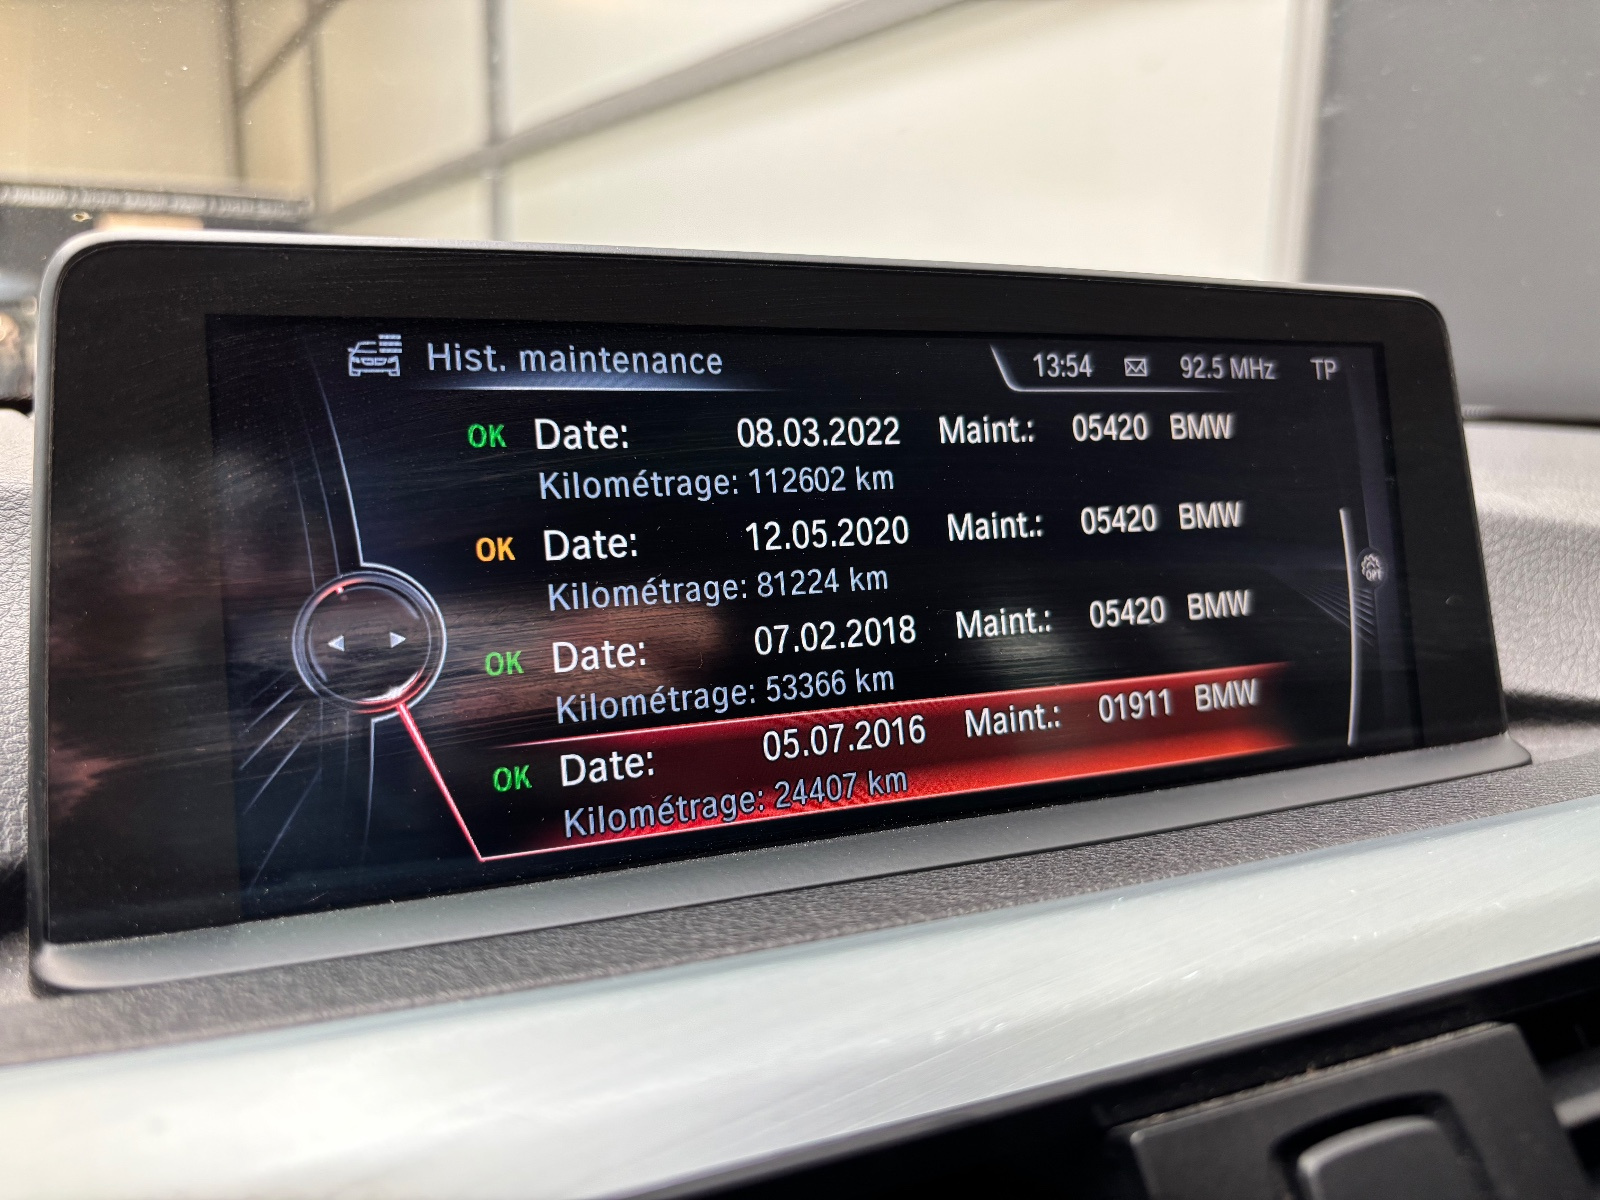 Hist. maintenance 13:54 92.5 MHz TP
OK Date: 08.03.2022 Maint.: 05420 BMW
Kilométrage: 112602 km
OK Date: 12.05.2020 Maint.: 05420 BMW
Kilométrage: 81224 km
OK Date: 07.02.2018 Maint.: 05420 BMW
Kilométrage: 53366 km
OK Date: 05.07.2016 Maint.: 01911 BMW
Kilométrage: 24407 km
OPT